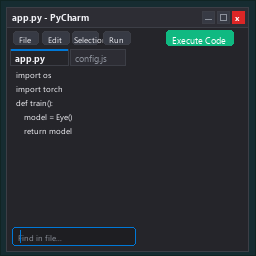 app.py - PyCharm
File Edit Selection Run Execute Code
app.py config.js
import os
import torch
def train():
model = Eye()
return model
Find in file...